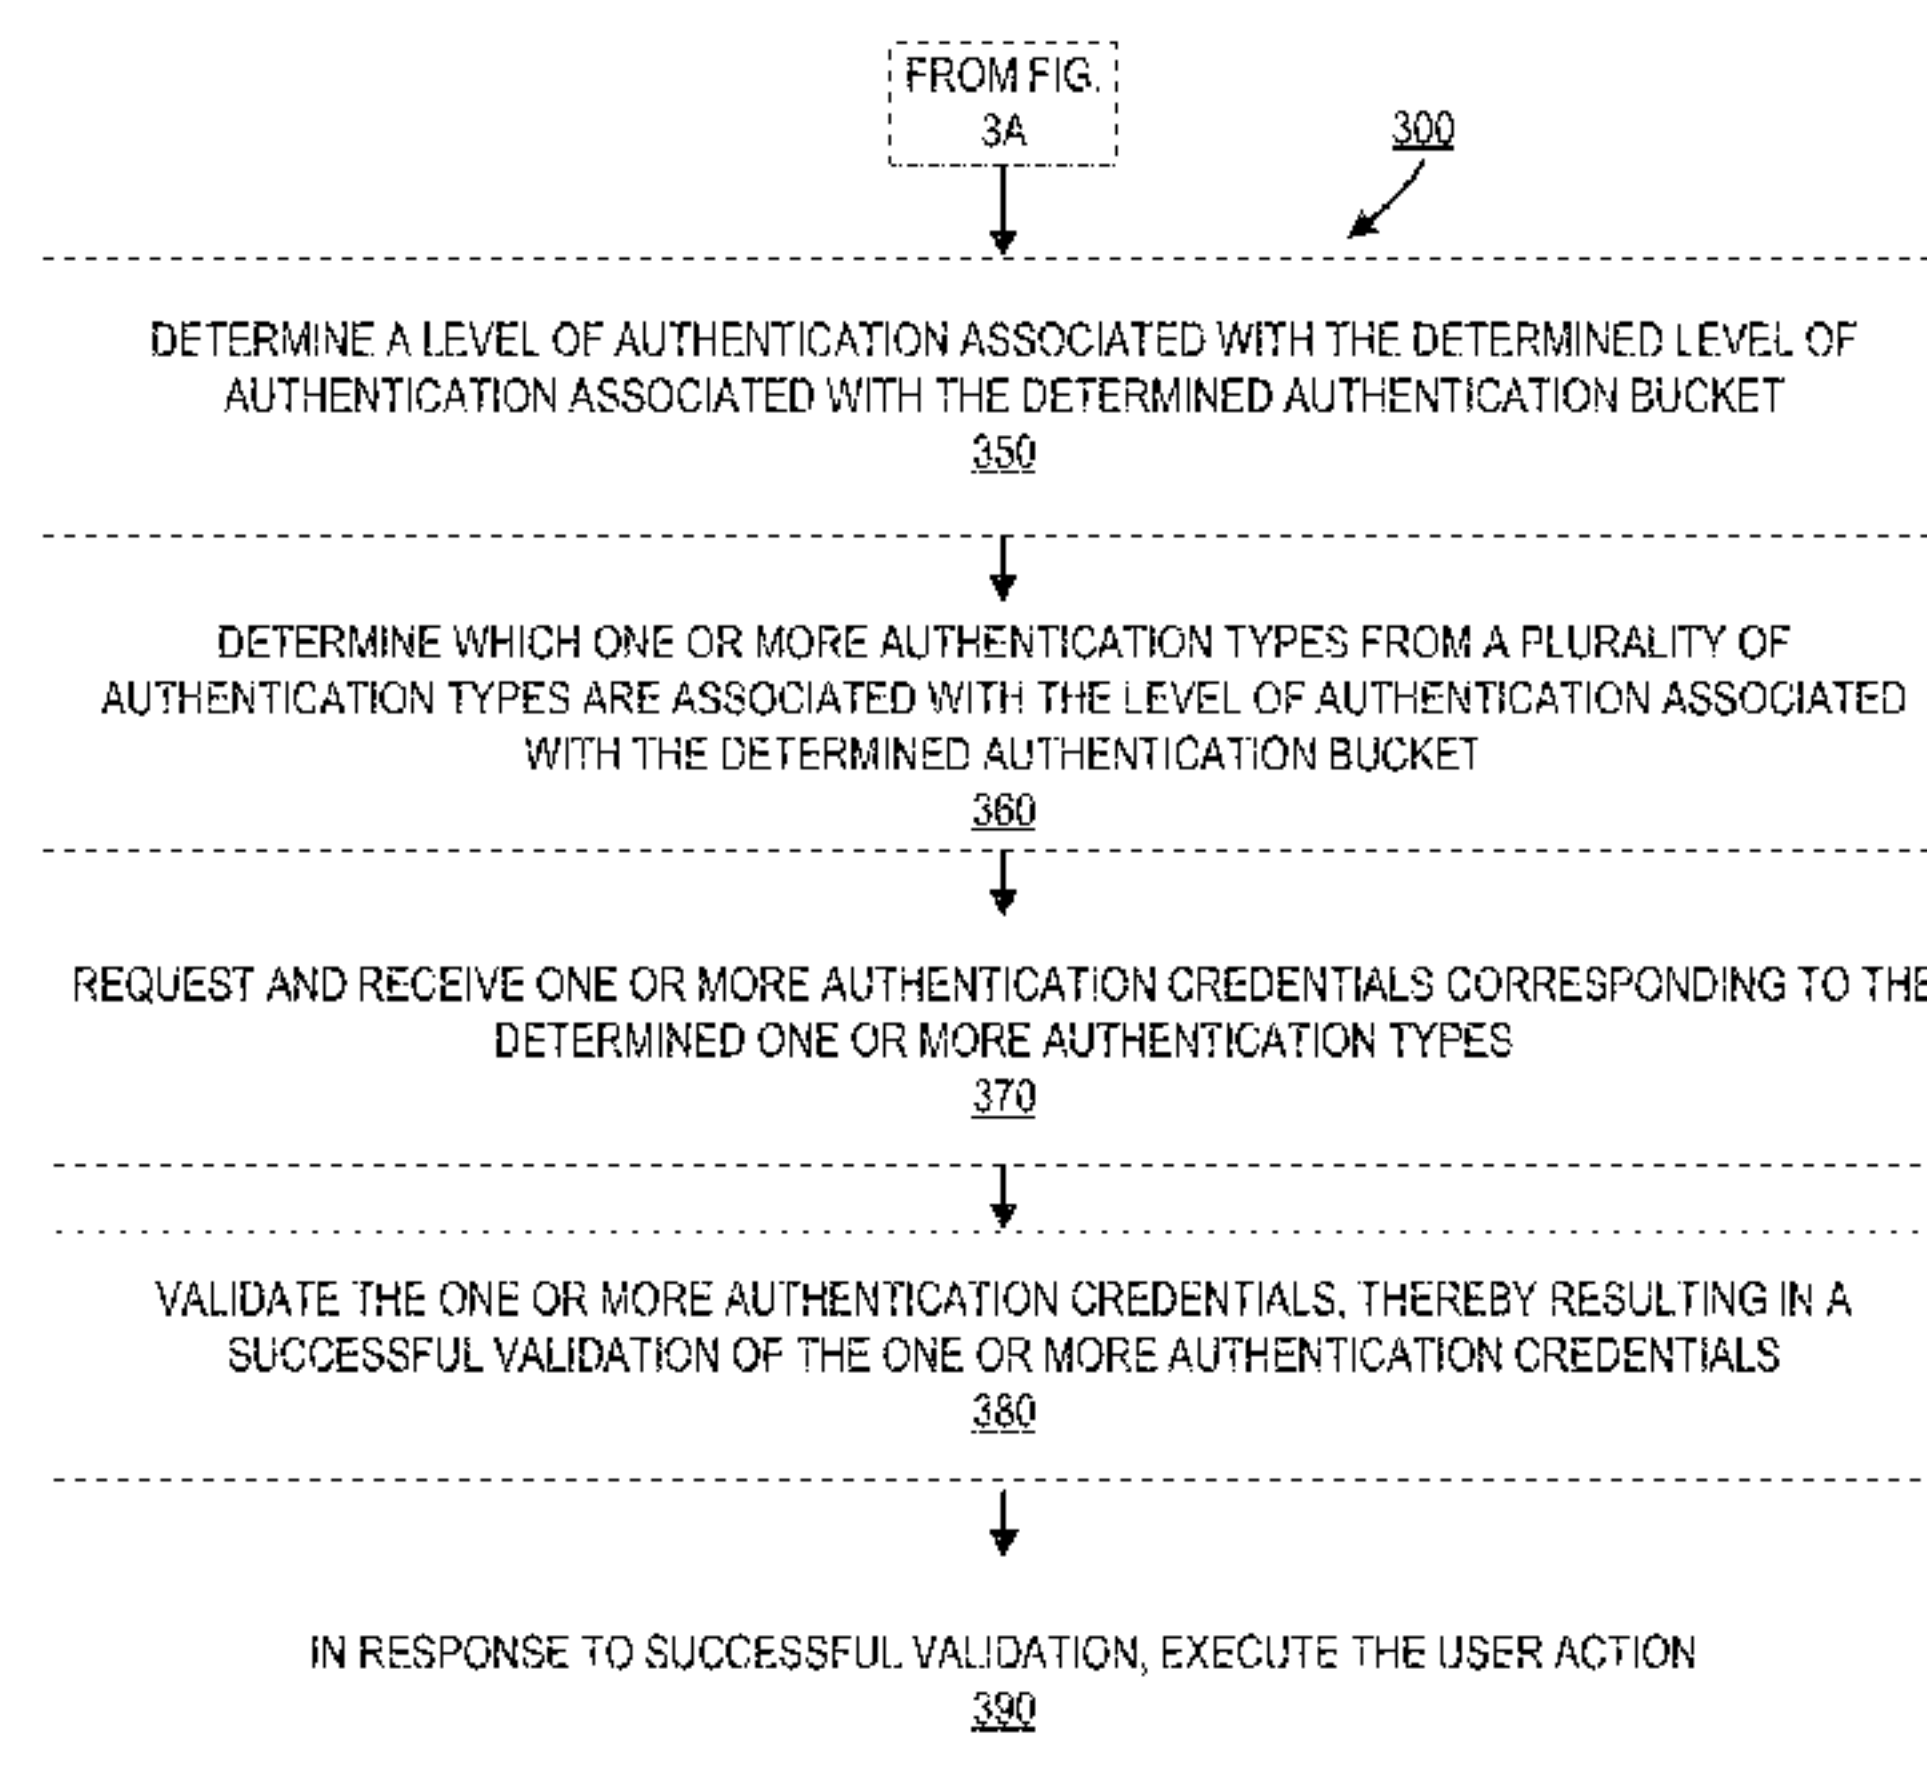 FROM FIG.
3A
300
DETERMINE A LEVEL OF AUTHENTICATION ASSOCIATED WITH THE DETERMINED LEVEL OF
AUTHENTICATION ASSOCIATED WITH THE DETERMINED AUTHENTICATION BUCKET
350
DETERMINE WHICH ONE OR MORE AUTHENTICATION TYPES FROM A PLURALITY OF
AUTHENTICATION TYPES ARE ASSOCIATED WITH THE LEVEL OF AUTHENTICATION ASSOCIATED
WITH THE DETERMINED AUTHENTICATION BUCKET
360
REQUEST AND RECEIVE ONE OR MORE AUTHENTICATION CREDENTIALS CORRESPONDING TO THE
DETERMINED ONE OR MORE AUTHENTICATION TYPES
370
VALIDATE THE ONE OR MORE AUTHENTICATION CREDENTIALS, THEREBY RESULTING IN A
SUCCESSFUL VALIDATION OF THE ONE OR MORE AUTHENTICATION CREDENTIALS
380
IN RESPONSE TO SUCCESSFUL VALIDATION, EXECUTE THE USER ACTION
390